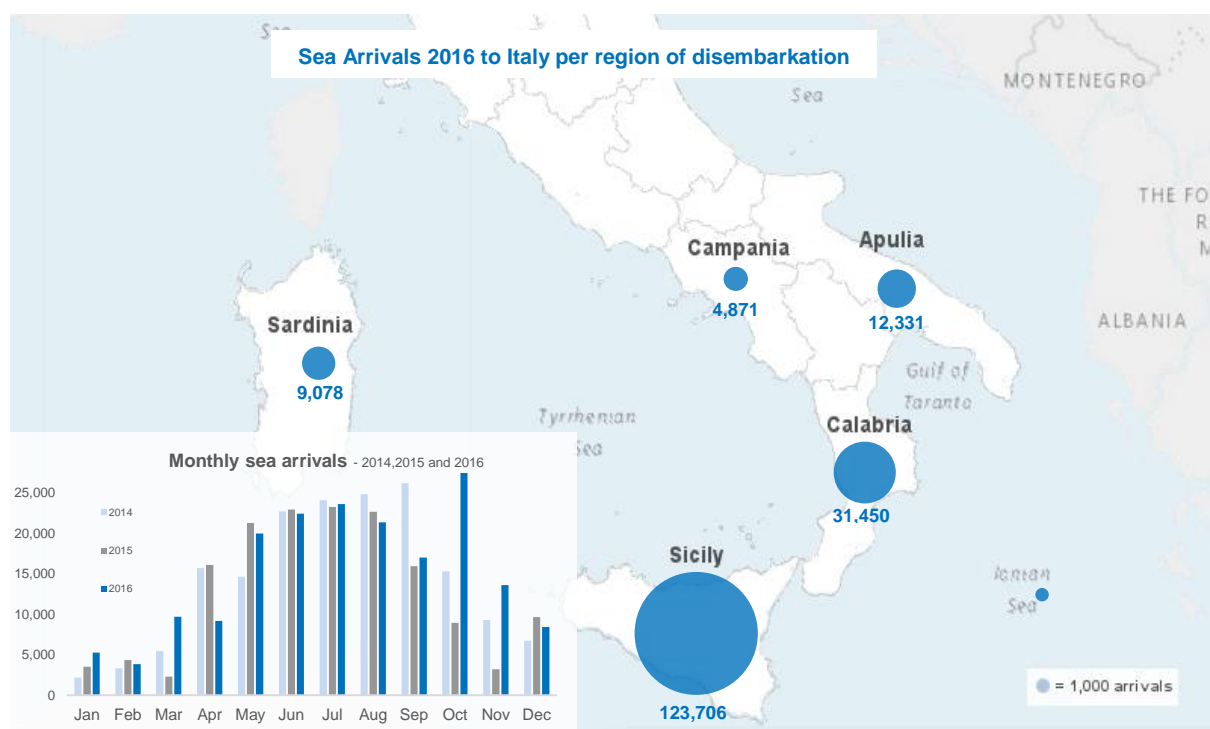 Sea
Sea Arrivals 2016 to Italy per region of disembarkation
Sea
MONTENEGRO
THE FO
R
M
Campania
4,871
Apulia
12,331
ALBANIA
Sardinia
9,078
Gulf of
Taranto
Tyrrhenian
Sea
Calabria
31,450
Sicily
123,706
Ionian
Sea
= 1,000 arrivals
Monthly sea arrivals - 2014,2015 and 2016
25,000
20,000
15,000
10,000
5,000
0
2014
2015
2016
Jan Feb Mar Apr May Jun Jul Aug Sep Oct Nov Dec